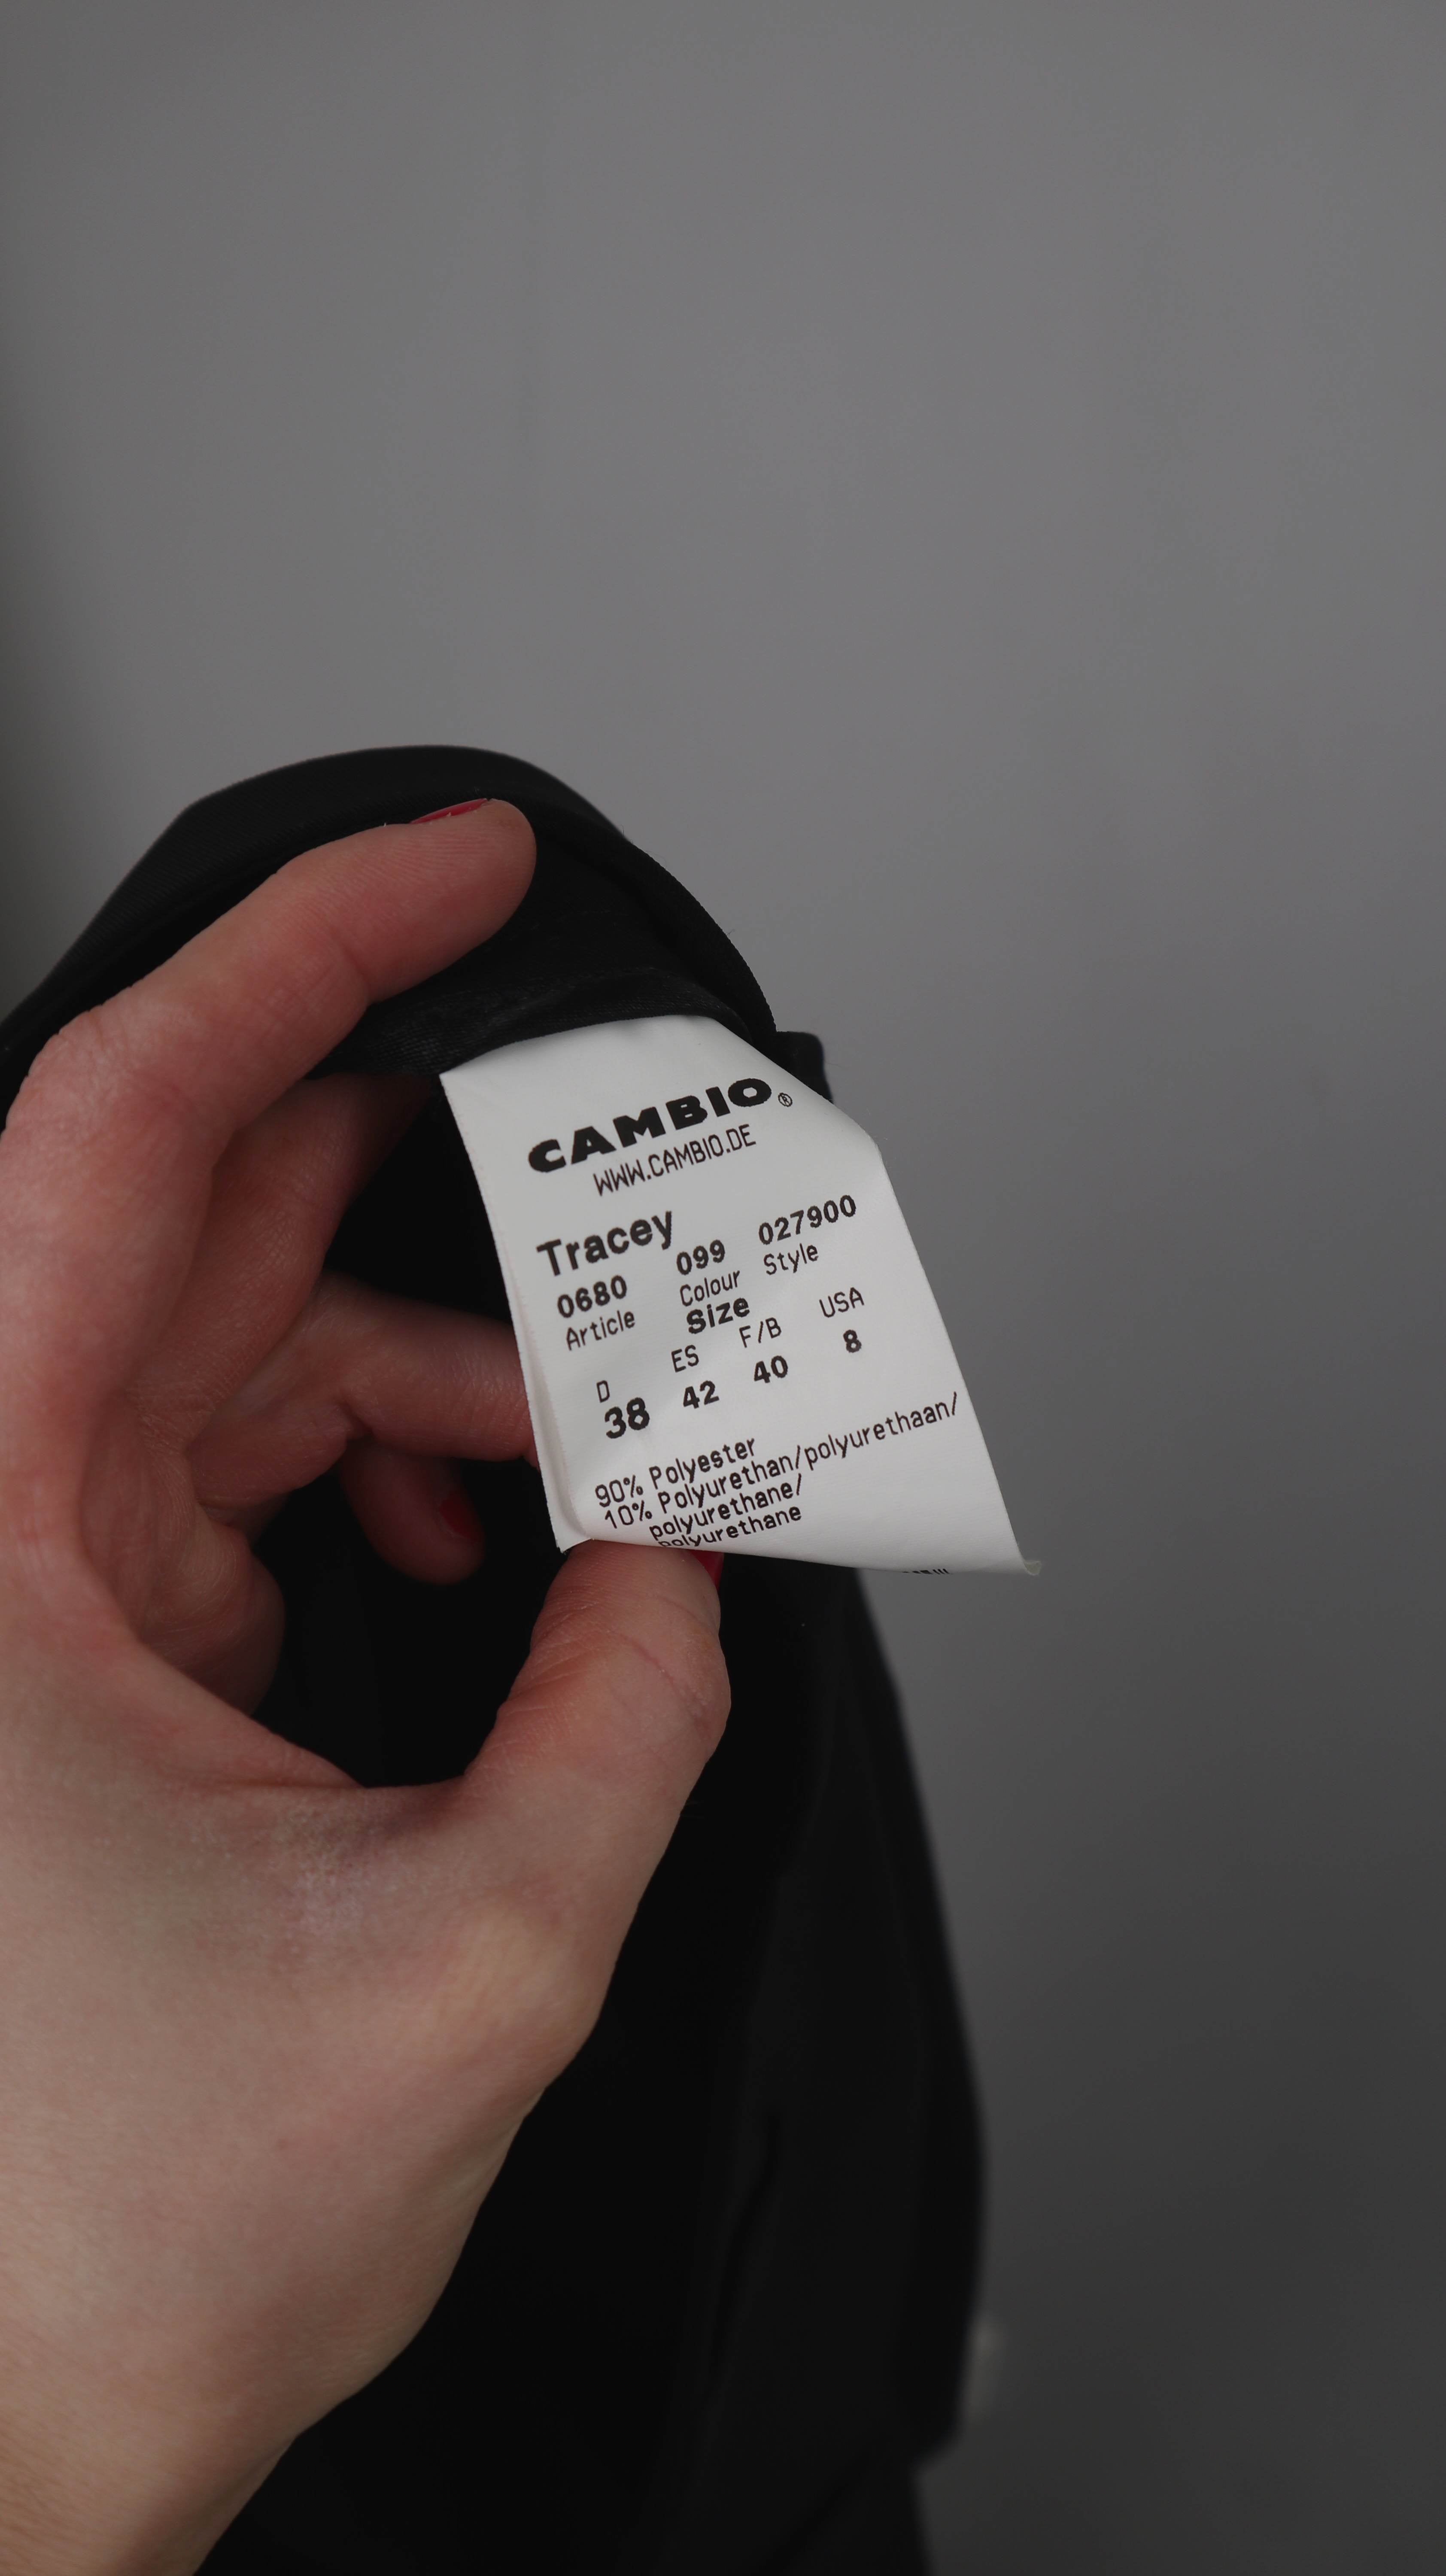 CAMBIO®
WWW.CAMBIO.DE
Tracey
0680 099 027900
Article Colour Style
Size
D ES F/B USA
38 42 40 8
90% Polyester
10% Polyurethan/polyurethaan/
polyurethane/
polyurethane